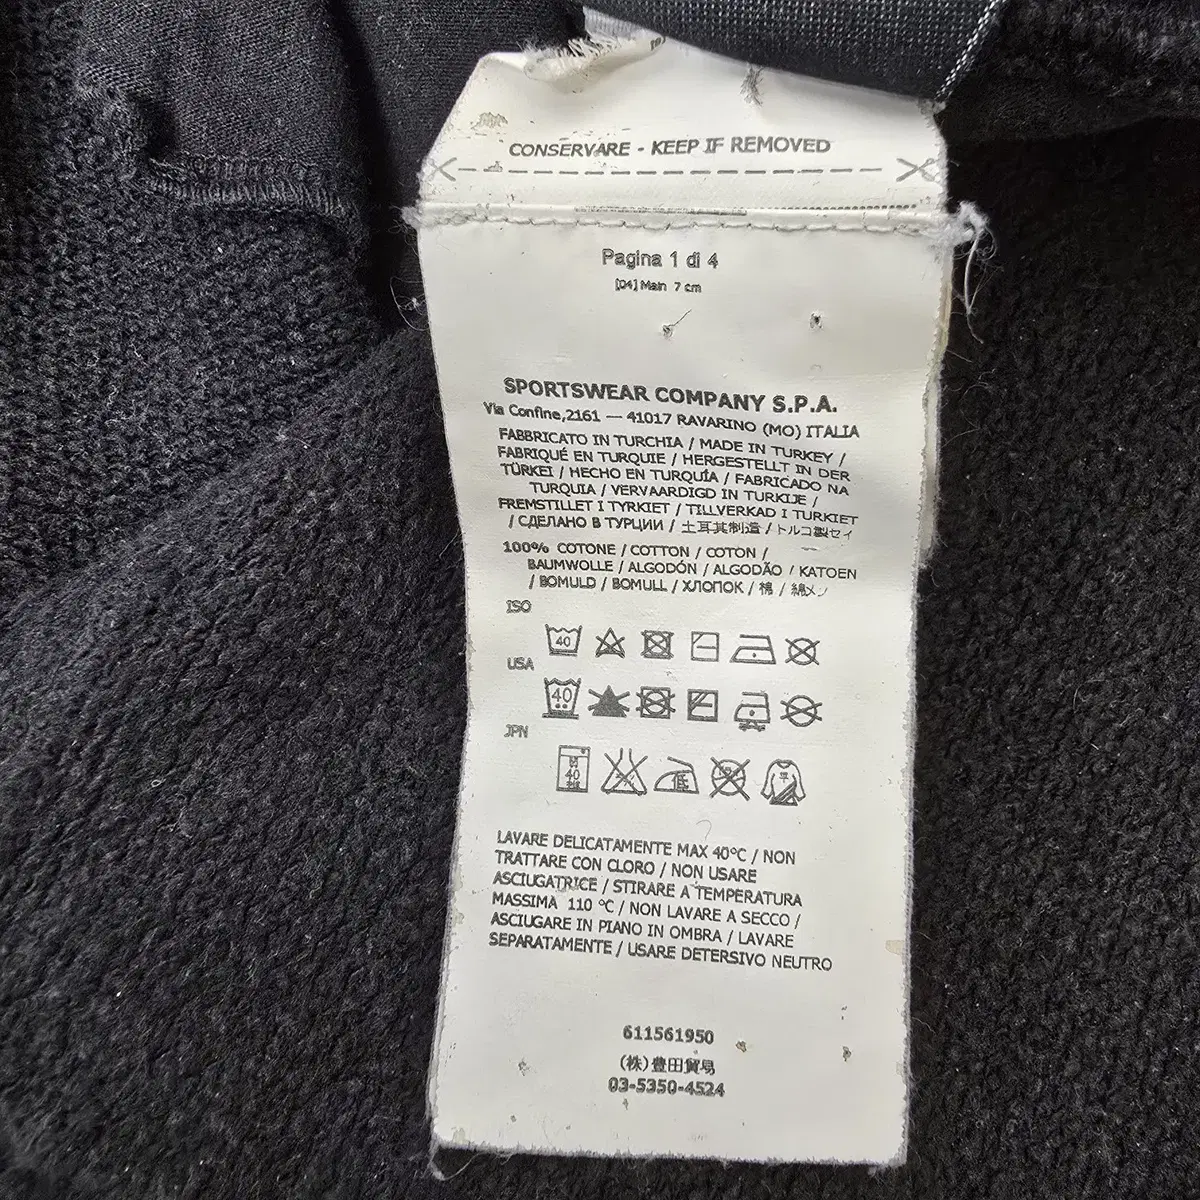 CONSERVARE - KEEP IF REMOVED
Pagina 1 di 4
[D4] Main 7 cm
SPORTSWEAR COMPANY S.P.A.
Via Confine,2161 — 41017 RAVARINO (MO) ITALIA
FABBRICATO IN TURCHIA / MADE IN TURKEY /
FABRIQUÉ EN TURQUIE / HERGESTELLT IN DER
TÜRKEI / HECHO EN TURQUÍA / FABRICADO NA
TURQUIA / VERVAARDIGD IN TURKIJE /
FREMSTILLET I TYRKIET / TILLVERKAD I TURKIET
/ СДЕЛАНО В ТУРЦИИ / 土耳其制造 / トルコ製セイ
100% COTONE / COTTON / COTON /
BAUMWOLLE / ALGODÓN / ALGODÃO / KATOEN
/ BOMULD / BOMULL / ХЛОПОК / 棉 / 綿メン
ISO
40
USA
40
JPN
40
低
平
LAVARE DELICATAMENTE MAX 40°C / NON
TRATTARE CON CLORO / NON USARE
ASCIUGATRICE / STIRARE A TEMPERATURA
MASSIMA 110 °C / NON LAVARE A SECCO /
ASCIUGARE IN PIANO IN OMBRA / LAVARE
SEPARATAMENTE / USARE DETERSIVO NEUTRO
611561950
(株)豊田貿易
03-5350-4524